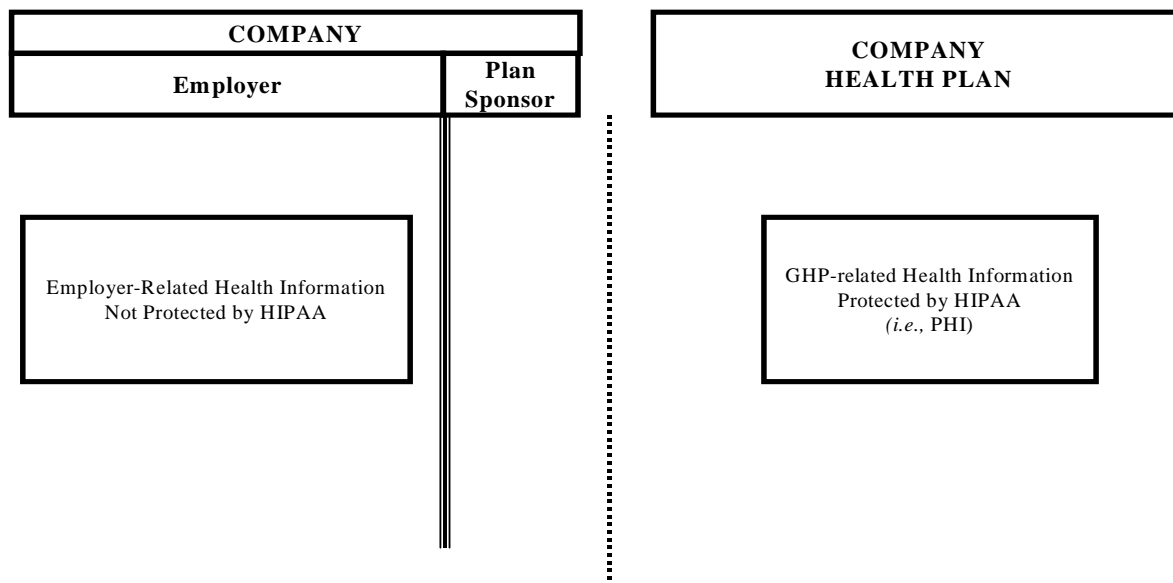 COMPANY
Employer
Plan
Sponsor
COMPANY
HEALTH PLAN
Employer-Related Health Information
Not Protected by HIPAA
GHP-related Health Information
Protected by HIPAA
(i.e., PHI)